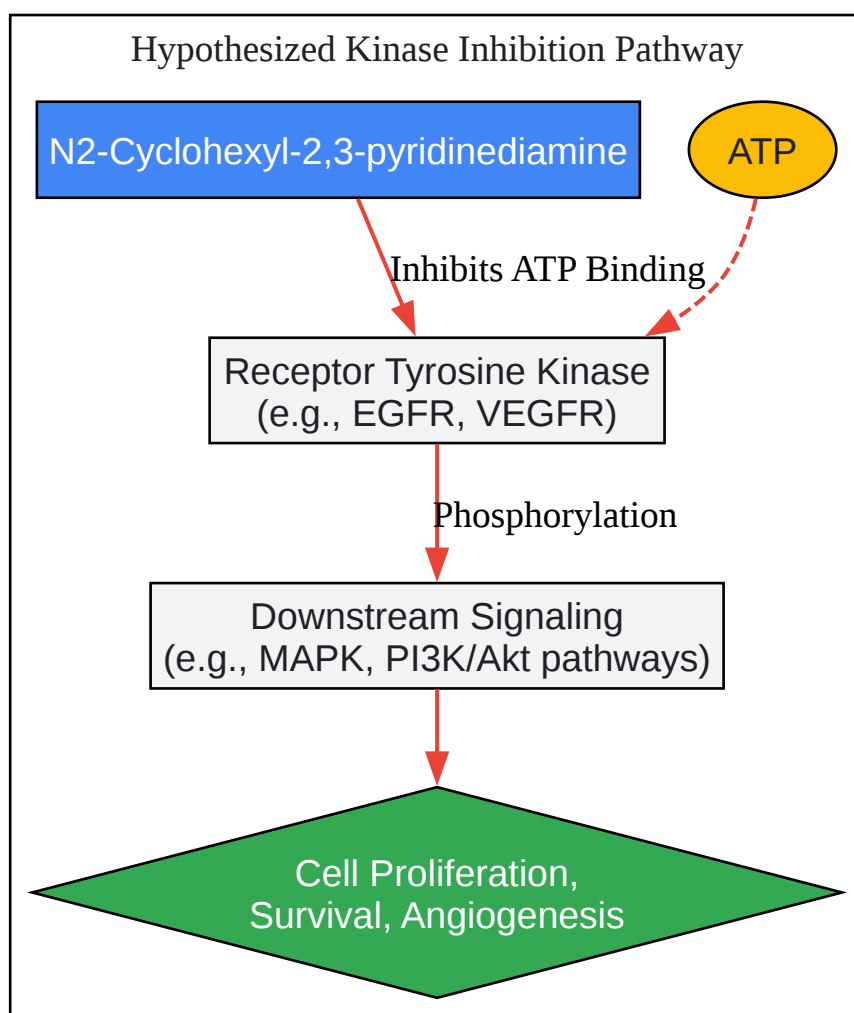 Hypothesized Kinase Inhibition Pathway
N2-Cyclohexyl-2,3-pyridinediamine
ATP
Inhibits ATP Binding
Receptor Tyrosine Kinase
(e.g., EGFR, VEGFR)
Phosphorylation
Downstream Signaling
(e.g., MAPK, PI3K/Akt pathways)
Cell Proliferation,
Survival, Angiogenesis